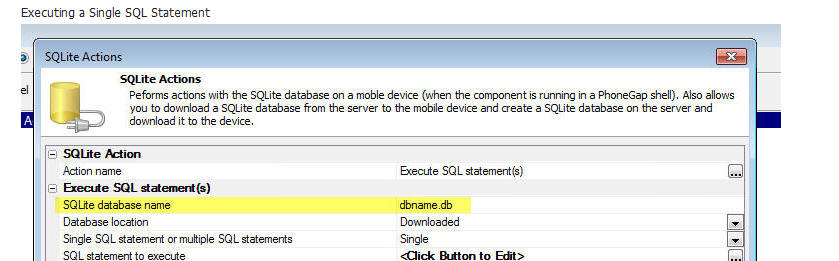 Executing a Single SQL Statement
SQLite Actions
SQLite Actions
Peforms actions with the SQLite database on a moble device (when the component is running in a PhoneGap shell). Also allows
you to download a SQLite database from the server to the mobile device and create a SQLite database on the server and
download it to the device.
el
A
SQLite Action
Action name Execute SQL statement(s) ...
Execute SQL statement(s)
SQLite database name dbname.db
Database location Downloaded
Single SQL statement or multiple SQL statements Single
SQL statement to execute <Click Button to Edit> ...